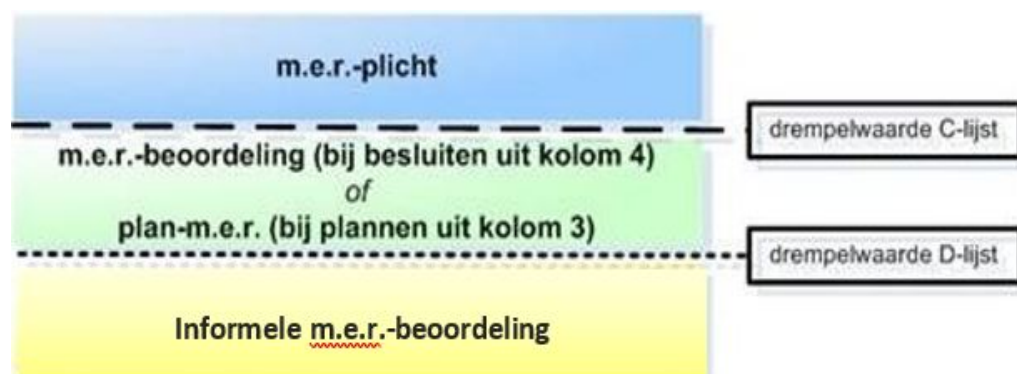 m.e.r.-plicht
drempelwaarde C-lijst
m.e.r.-beoordeling (bij besluiten uit kolom 4)
of
plan-m.e.r. (bij plannen uit kolom 3)
drempelwaarde D-lijst
Informele m.e.r.-beoordeling